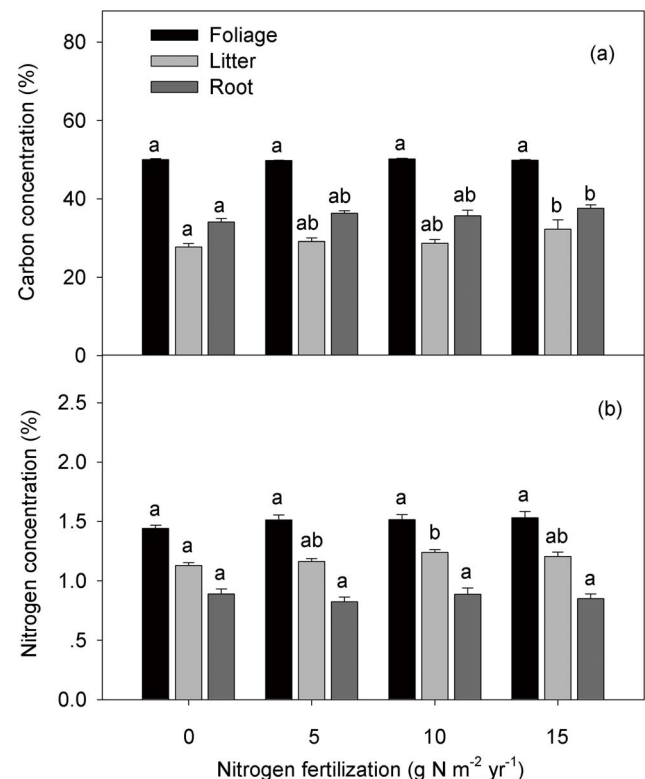 80
60
40
20
0
Carbon concentration (%)
Foliage
Litter
Root
(a)
a a a
a ab ab
a ab ab
a b b
2.5
2.0
1.5
1.0
.5
0.0
Nitrogen concentration (%)
(b)
a a a
a ab a
a b a
a ab a
0 5 10 15
Nitrogen fertilization (g N m⁻² yr⁻¹)